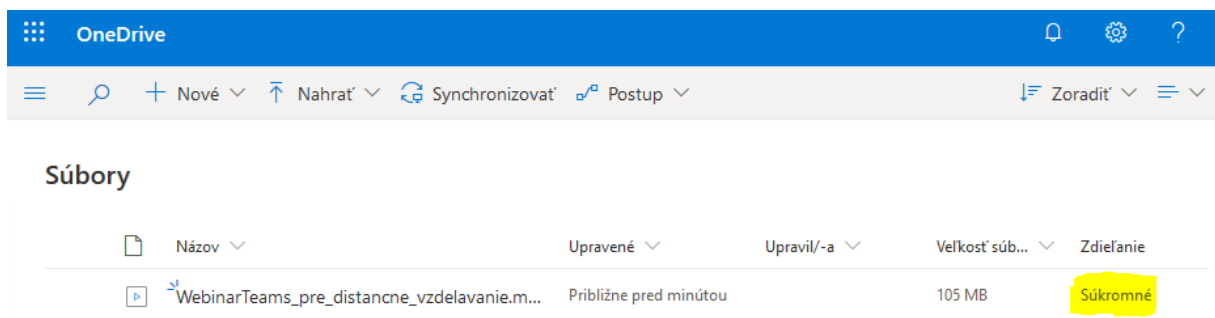 OneDrive ?
Nové Nahrať Synchronizovať Postup Zoradiť
Súbory
Názov Upravené Upravil/-a Veľkosť súb... Zdieľanie
WebinarTeams_pre_distancne_vzdelavanie.m... Približne pred minútou 105 MB Súkromné